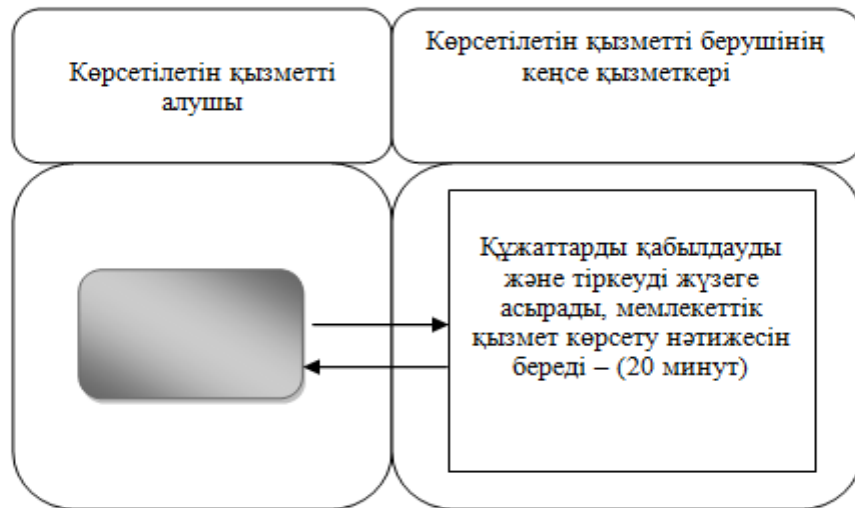 Көрсетілетін қызметті
алушы
Көрсетілетін қызметті берушінің
кеңсе қызметкері
Құжаттарды қабылдауды
және тіркеуді жүзеге
асырады, мемлекеттік
қызмет көрсету нәтижесін
береді – (20 минут)